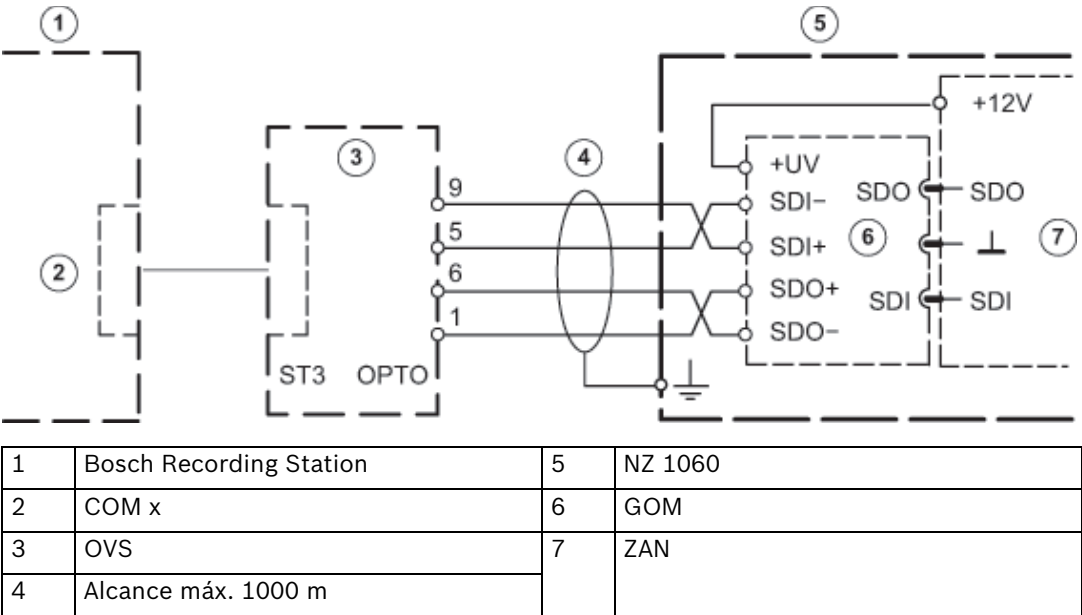 1
5
+12V
3
4
+UV
9
SDI−
SDO
SDO
5
SDI+
6
7
2
6
SDO+
SDI
SDI
1
SDO−
ST3 OPTO
1 Bosch Recording Station 5 NZ 1060
2 COM x 6 GOM
3 OVS 7 ZAN
4 Alcance máx. 1000 m